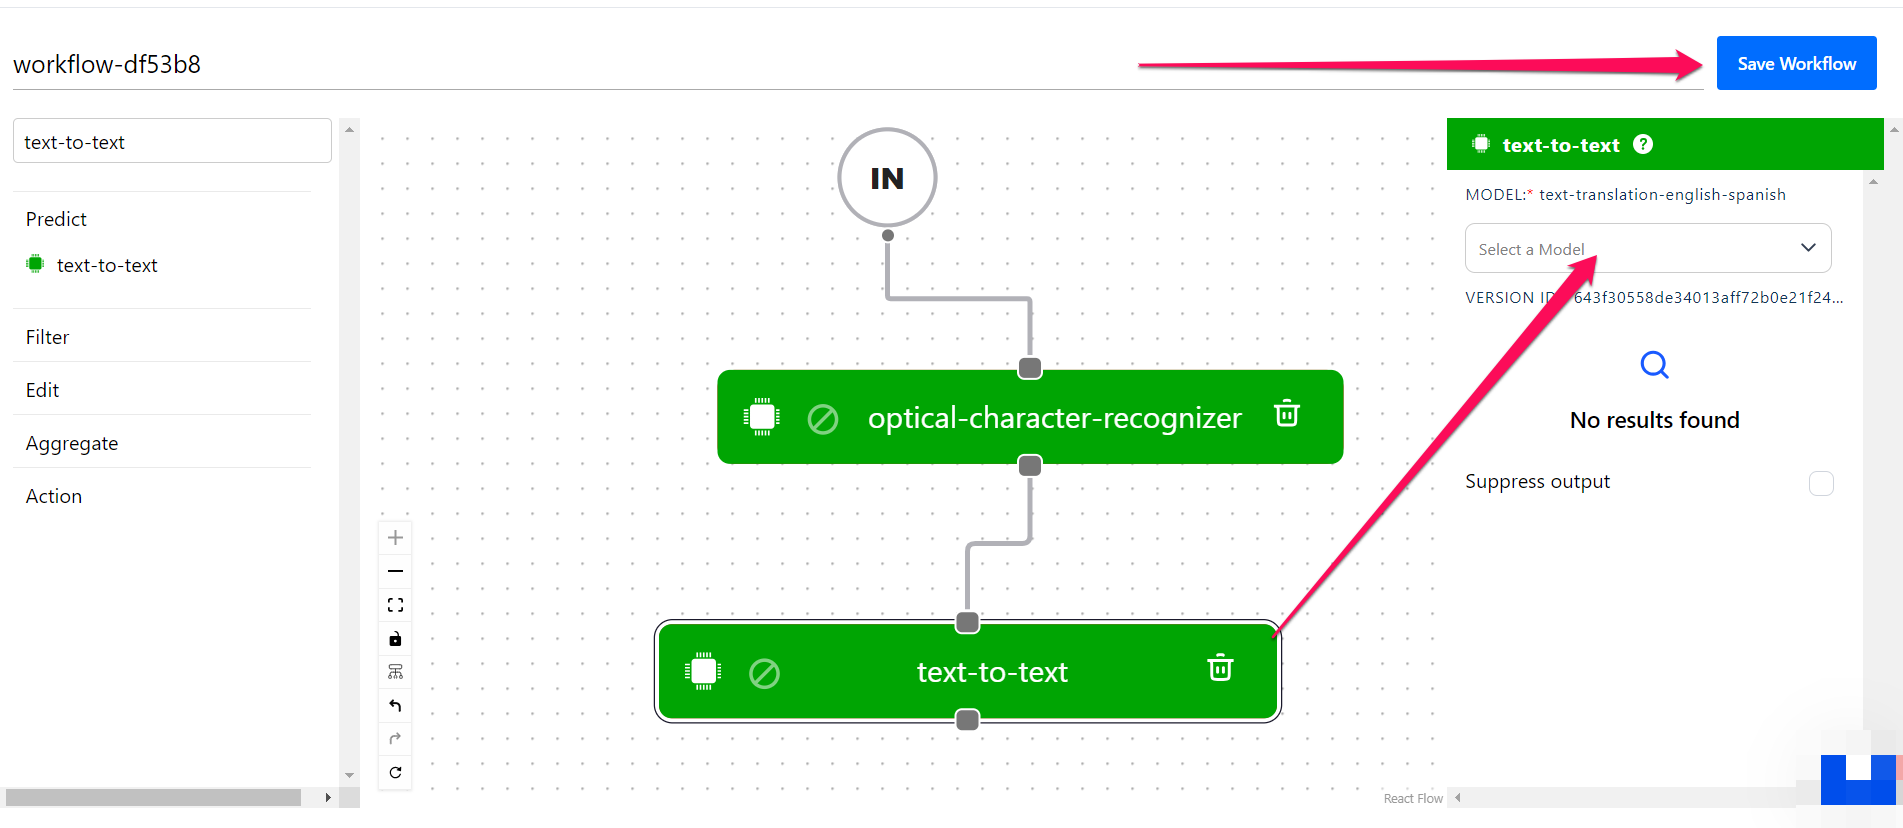 workflow-df53b8
Save Workflow
text-to-text
Predict
text-to-text
Filter
Edit
Aggregate
Action
IN
optical-character-recognizer
text-to-text
React Flow
text-to-text ?
MODEL:* text-translation-english-spanish
Select a Model
VERSION ID: 643f30558de34013aff72b0e21f24...
No results found
Suppress output